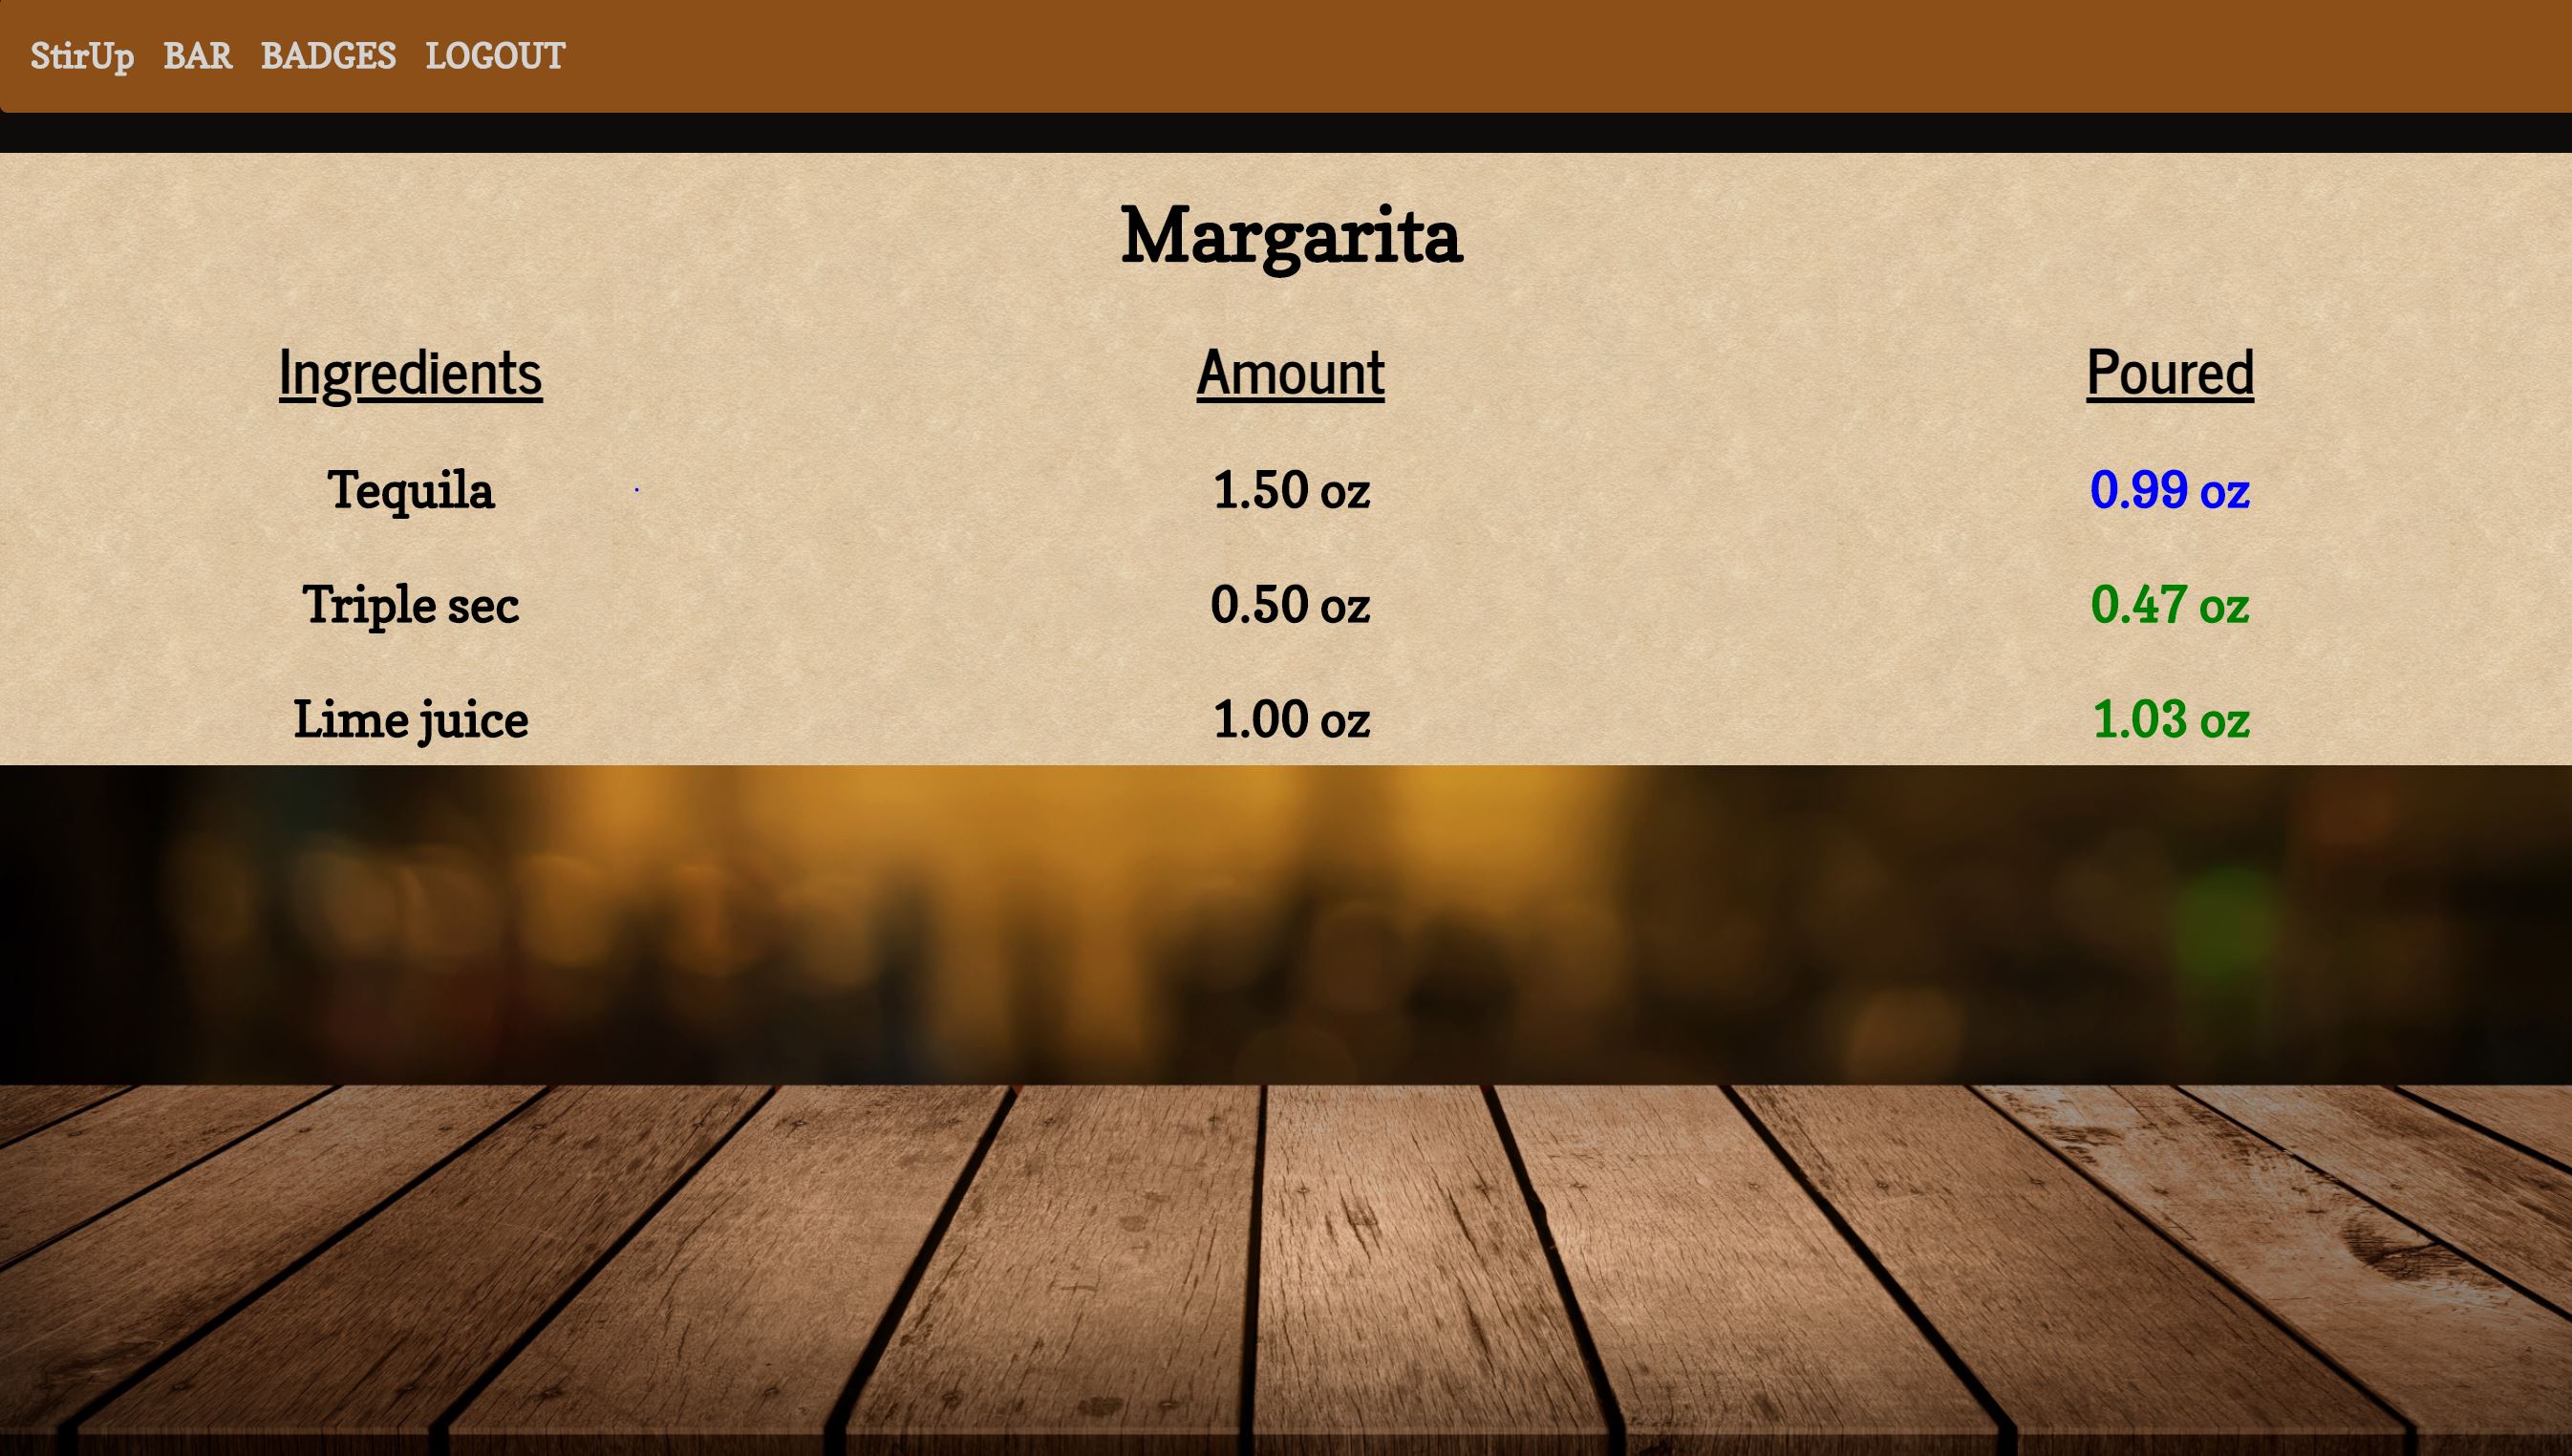 StirUp BAR BADGES LOGOUT
Margarita
Ingredients Amount Poured
Tequila 1.50 oz 0.99 oz
Triple sec 0.50 oz 0.47 oz
Lime juice 1.00 oz 1.03 oz